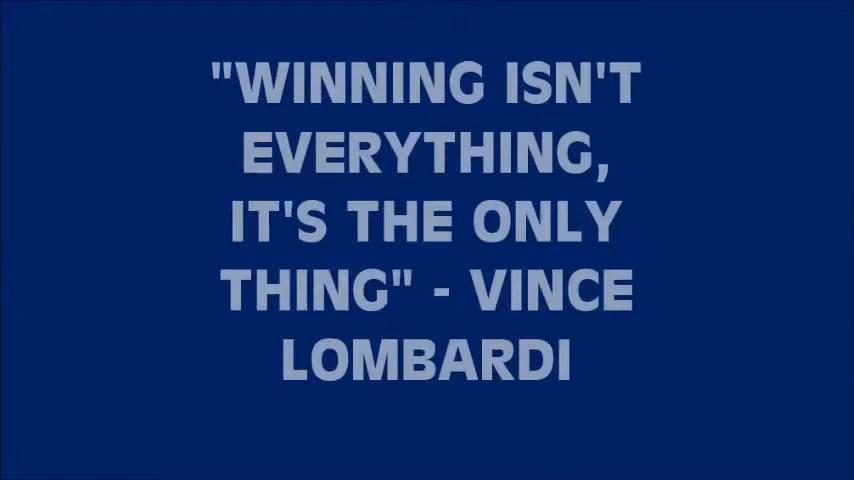 "WINNING ISN'T
EVERYTHING,
IT'S THE ONLY
THING" - VINCE
LOMBARDI